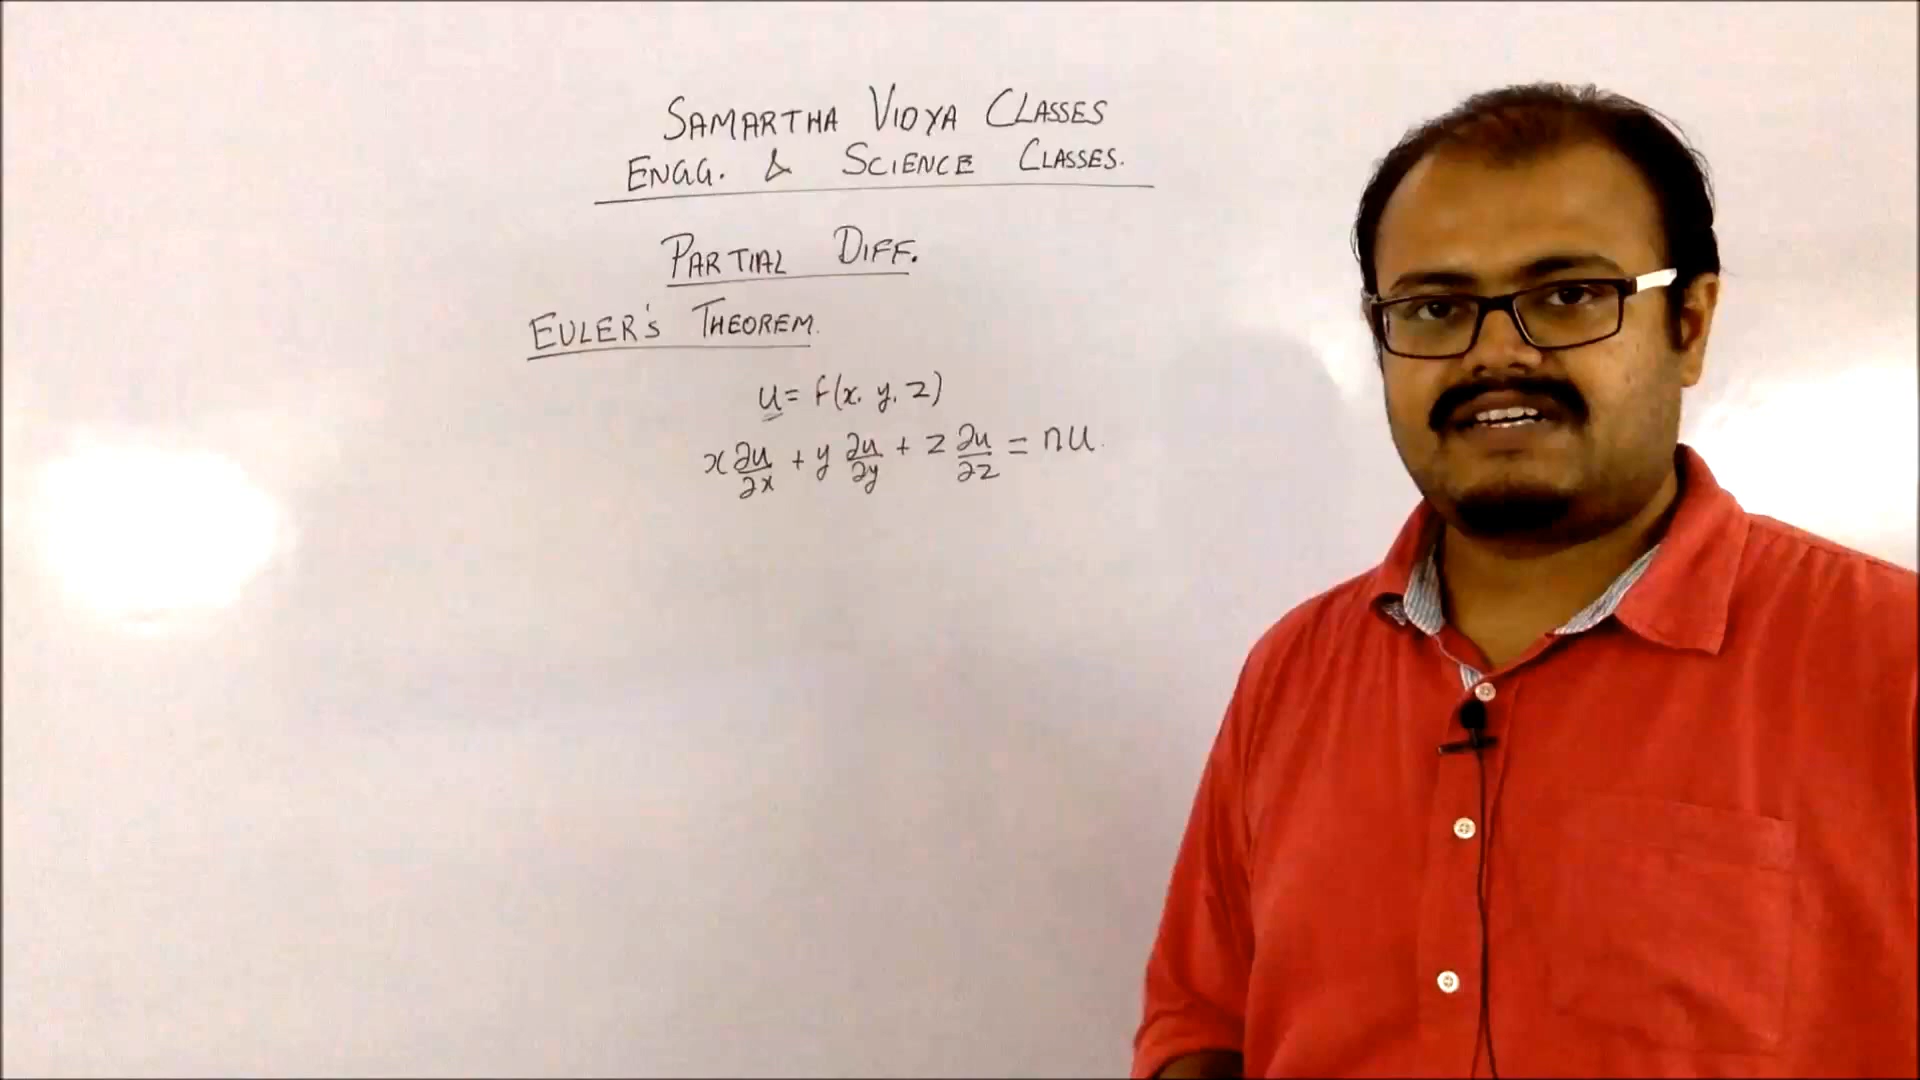 SAMARTHA VIDYA CLASSES
ENGG. & SCIENCE CLASSES.
PARTIAL DIFF.
EULER'S THEOREM.
u = f(x, y, z)
x ∂u/∂x + y ∂u/∂y + z ∂u/∂z = nu.